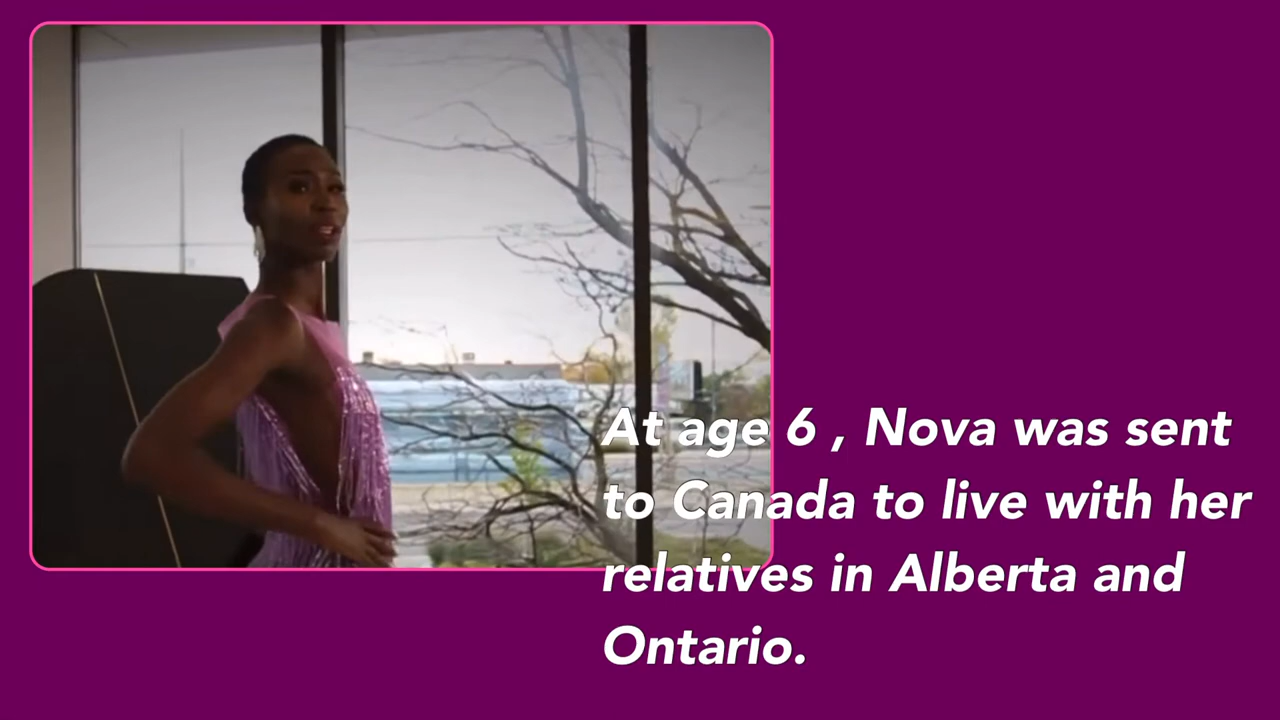 At age 6 , Nova was sent
to Canada to live with her
relatives in Alberta and
Ontario.